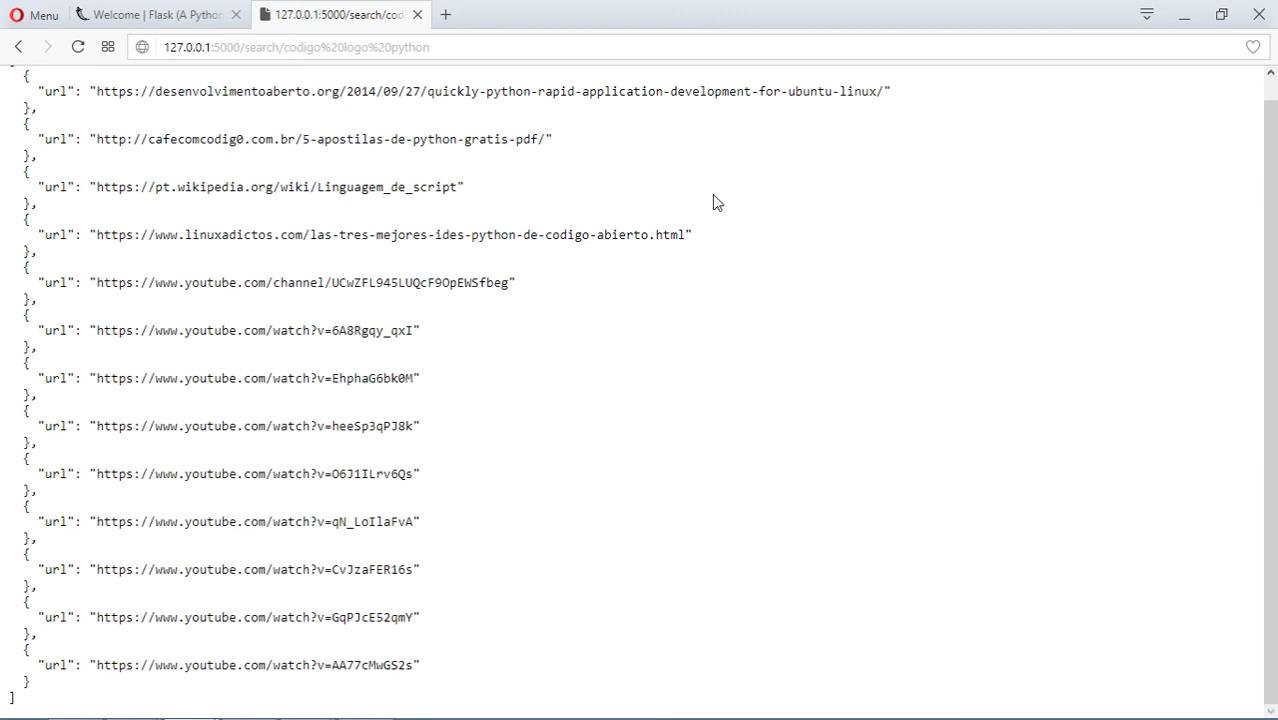 Menu
Welcome | Flask (A Python
127.0.0.1:5000/search/cod
127.0.0.1:5000/search/codigo%20logo%20python
{
"url": "https://desenvolvimentoaberto.org/2014/09/27/quickly-python-rapid-application-development-for-ubuntu-linux/"
},
{
"url": "http://cafecomcodig0.com.br/5-apostilas-de-python-gratis-pdf/"
},
{
"url": "https://pt.wikipedia.org/wiki/Linguagem_de_script"
},
{
"url": "https://www.linuxadictos.com/las-tres-mejores-ides-python-de-codigo-abierto.html"
},
{
"url": "https://www.youtube.com/channel/UCwZFL945LUQcF9OpEWSfbeg"
},
{
"url": "https://www.youtube.com/watch?v=6A8Rgqy_qxI"
},
{
"url": "https://www.youtube.com/watch?v=EhphaG6bk0M"
},
{
"url": "https://www.youtube.com/watch?v=heeSp3qPJ8k"
},
{
"url": "https://www.youtube.com/watch?v=O6J1ILrv6Qs"
},
{
"url": "https://www.youtube.com/watch?v=qN_LoIlaFvA"
},
{
"url": "https://www.youtube.com/watch?v=CvJzaFER16s"
},
{
"url": "https://www.youtube.com/watch?v=GqPJcE52qmY"
},
{
"url": "https://www.youtube.com/watch?v=AA77cMwGS2s"
}
]